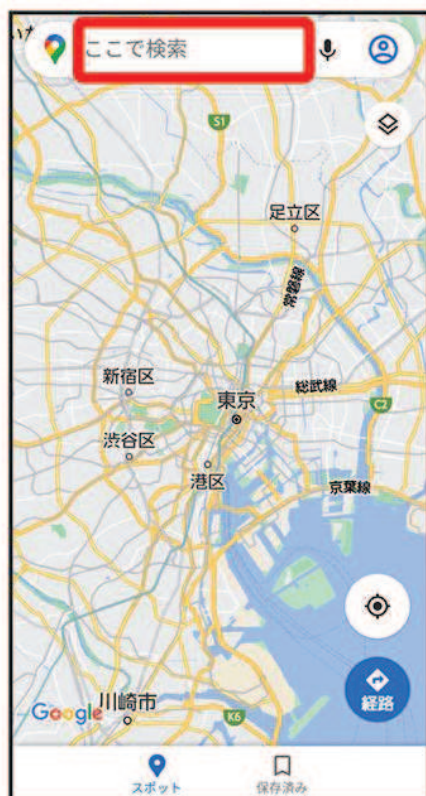 ここで検索
S1
足立区
常磐線
新宿区
総武線
東京
C2
渋谷区
港区
京葉線
経路
Google
川崎市
K6
スポット
保存済み